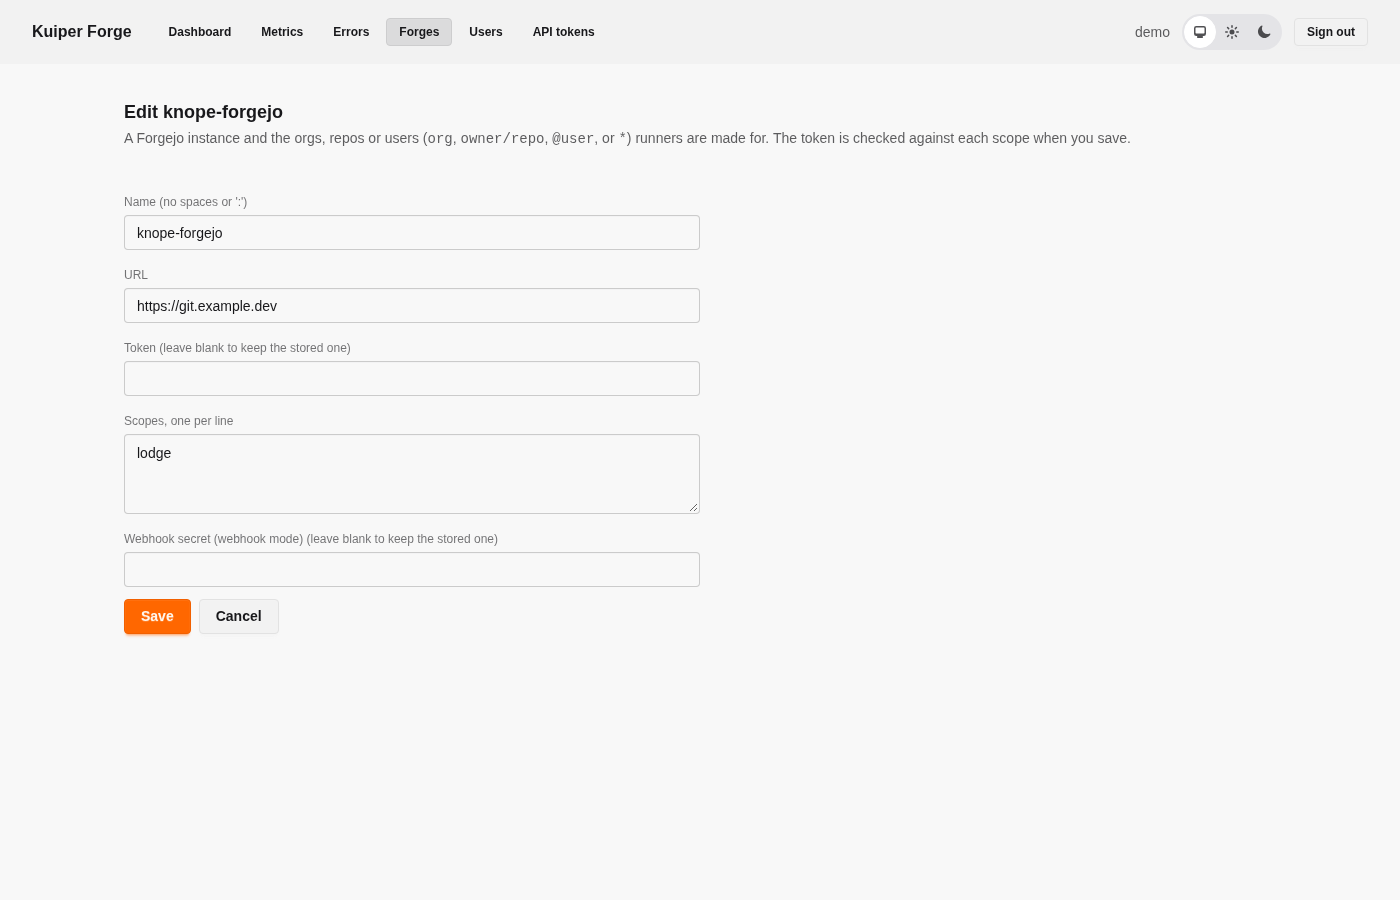 Kuiper Forge
Dashboard
Metrics
Errors
Forges
Users
API tokens
demo
Sign out
Edit knope-forgejo
A Forgejo instance and the orgs, repos or users (org, owner/repo, @user, or *) runners are made for. The token is checked against each scope when you save.
Name (no spaces or ':')
knope-forgejo
URL
https://git.example.dev
Token (leave blank to keep the stored one)
Scopes, one per line
lodge
Webhook secret (webhook mode) (leave blank to keep the stored one)
Save
Cancel